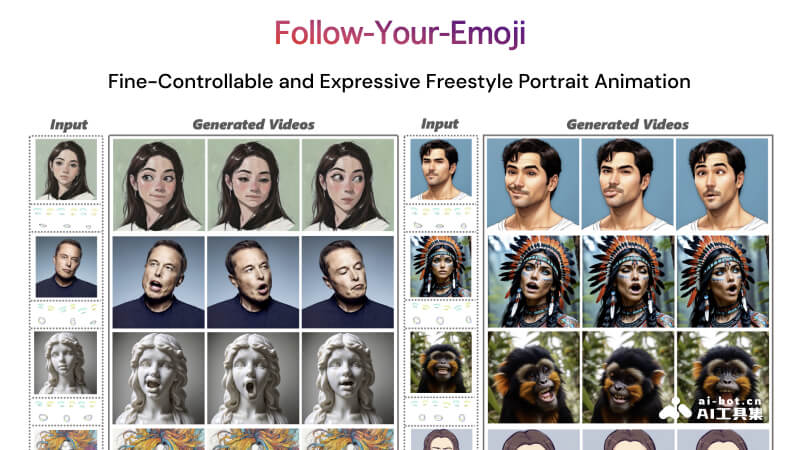 Follow-Your-Emoji
Fine-Controllable and Expressive Freestyle Portrait Animation
Input
Generated Videos
Input
Generated Videos
ai-bot.cn
AI工具集